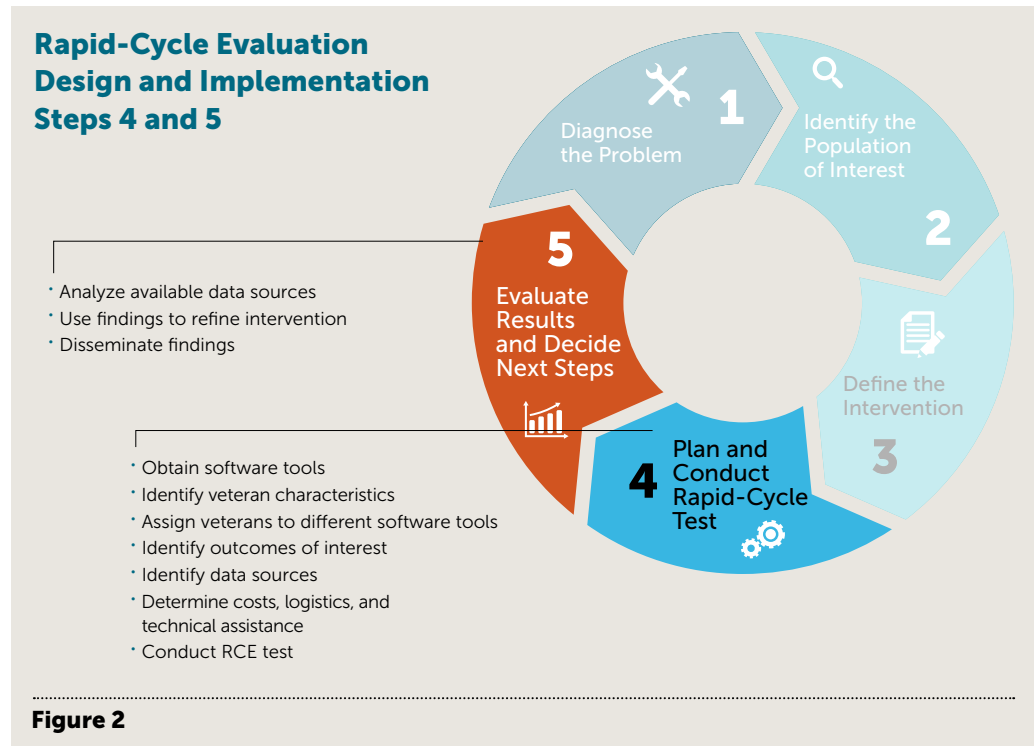 Rapid-Cycle Evaluation
Design and Implementation
Steps 4 and 5
1
Diagnose
the Problem
Identify the
Population
of Interest
2
Define the
Intervention
3
4
Plan and
Conduct
Rapid-Cycle
Test
5
Evaluate
Results
and Decide
Next Steps
· Analyze available data sources
· Use findings to refine intervention
· Disseminate findings
· Obtain software tools
· Identify veteran characteristics
· Assign veterans to different software tools
· Identify outcomes of interest
· Identify data sources
· Determine costs, logistics, and
technical assistance
· Conduct RCE test
Figure 2